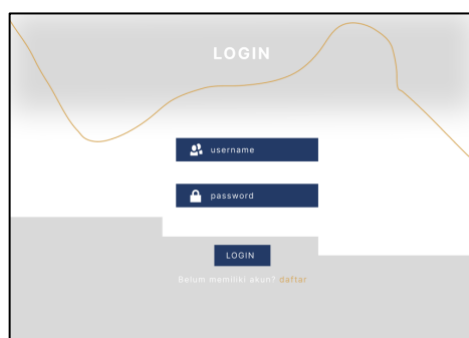 LOGIN
username
password
LOGIN
Belum memiliki akun? daftar